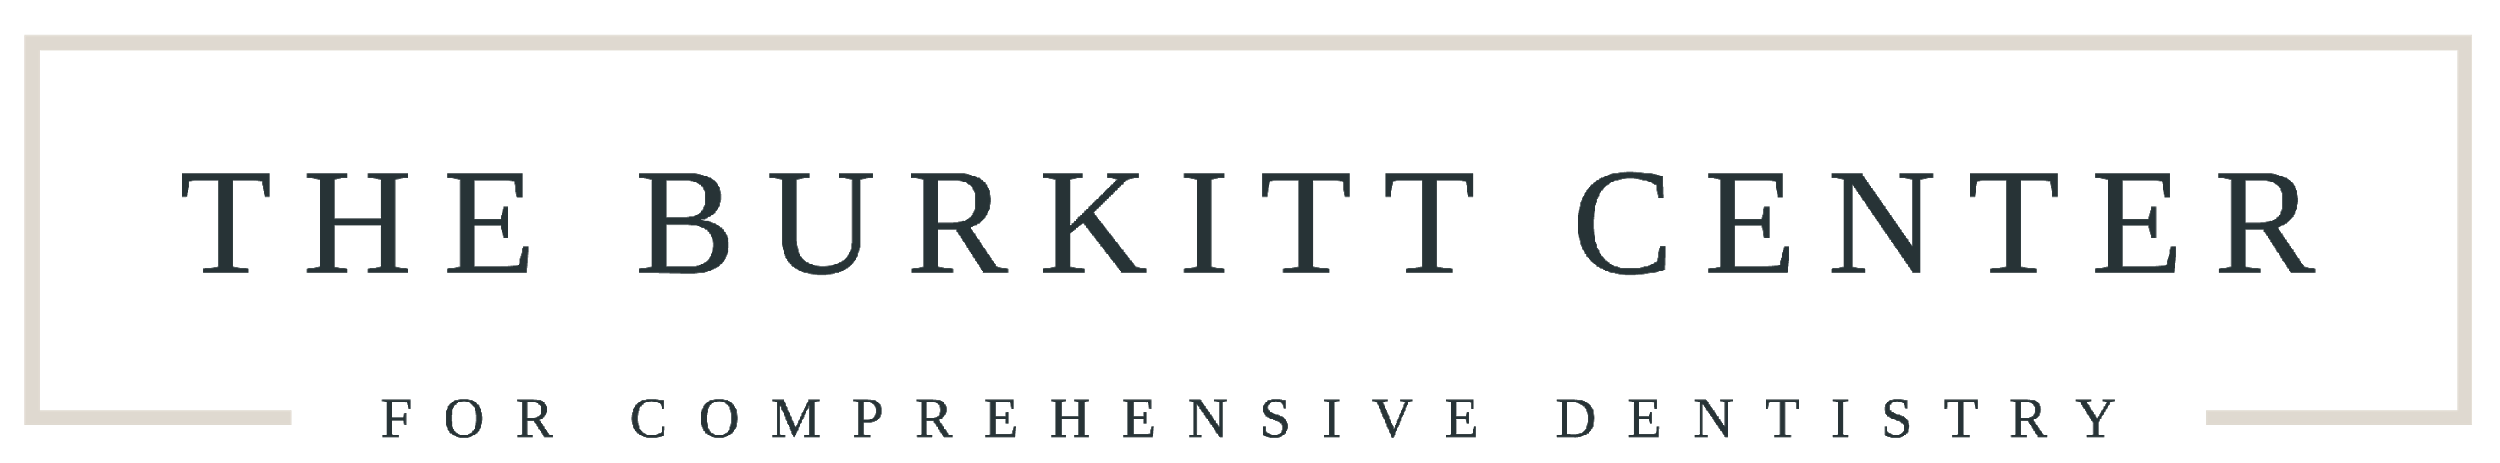 THE BURKITT CENTER
FOR COMPREHENSIVE DENTISTRY